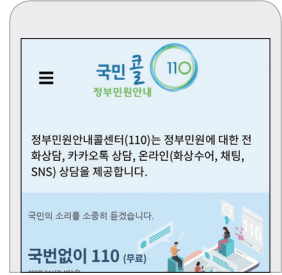 국민콜 110
정부민원안내
정부민원안내콜센터(110)는 정부민원에 대한 전
화상담, 카카오톡 상담, 온라인(화상수어, 채팅,
SNS) 상담을 제공합니다.
국민의 소리를 소중히 듣겠습니다.
국번없이 110 (무료)